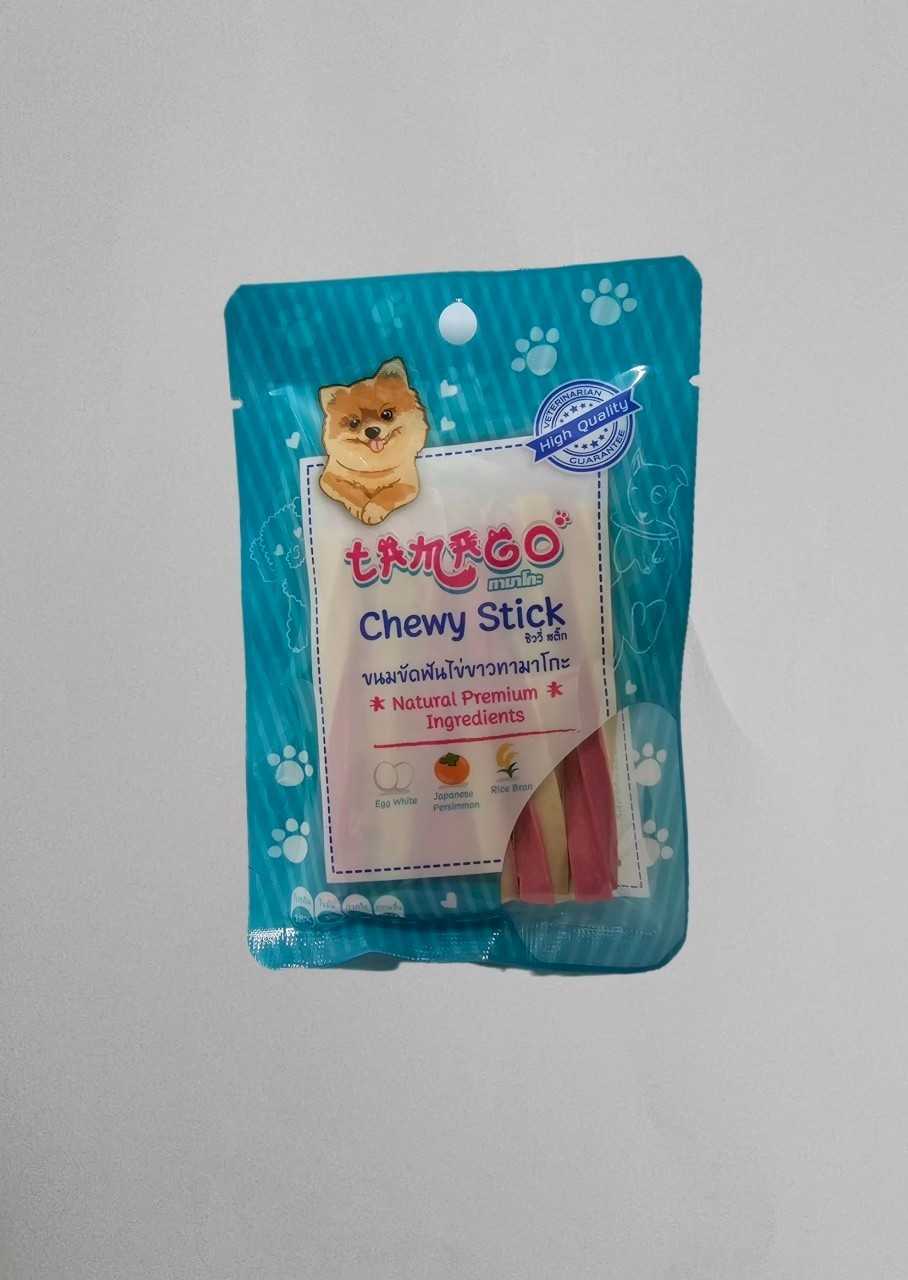 VETERINARIAN
High Quality
GUARANTEE
TAMAGO
ทามาโกะ
Chewy Stick
ชิววี่ สติ๊ก
ขนมขัดฟันไข่ขาวทามาโกะ
Natural Premium
Ingredients
Egg White
Japanese
Persimmon
Rice Bran